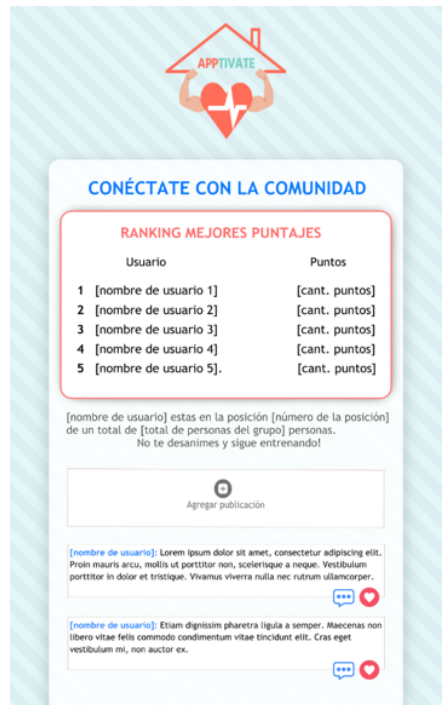 APPTIVATE
CONÉCTATE CON LA COMUNIDAD
RANKING MEJORES PUNTAJES
Usuario Puntos
1 [nombre de usuario 1] [cant. puntos]
2 [nombre de usuario 2] [cant. puntos]
3 [nombre de usuario 3] [cant. puntos]
4 [nombre de usuario 4] [cant. puntos]
5 [nombre de usuario 5]. [cant. puntos]
[nombre de usuario] estas en la posición [número de la posición]
de un total de [total de personas del grupo] personas.
No te desanimes y sigue entrenando!
Agregar publicación
[nombre de usuario]: Lorem ipsum dolor sit amet, consectetur adipiscing elit.
Proin mauris arcu, mollis ut porttitor non, scelerisque a neque. Vestibulum
porttitor in dolor et tristique. Vivamus viverra nulla nec rutrum ullamcorper.
[nombre de usuario]: Etiam dignissim pharetra ligula a semper. Maecenas non
libero vitae felis commodo condimentum vitae tincidunt elit. Cras eget
vestibulum mi, non auctor ex.